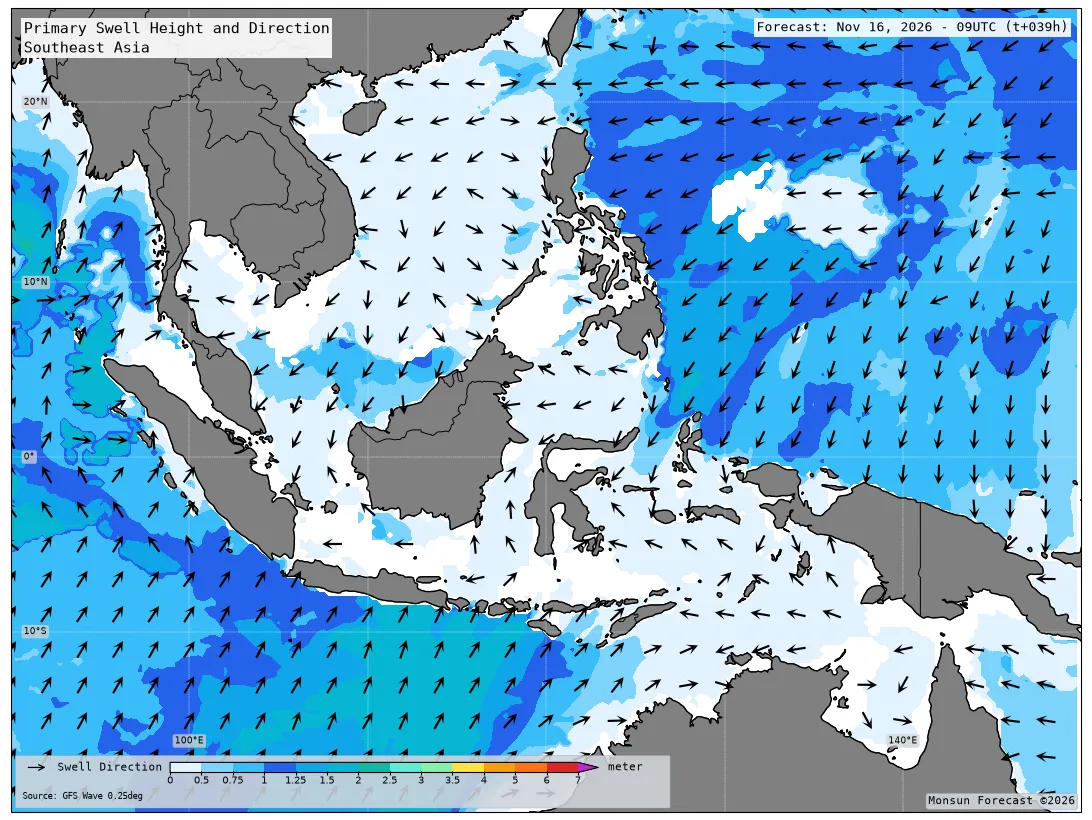 Primary Swell Height and Direction
Southeast Asia
Forecast: Nov 16, 2026 - 09UTC (t+039h)
20°N
10°N
0°
10°S
100°E
140°E
Swell Direction
0 0.5 0.75 1 1.25 1.5 2 2.5 3 3.5 4 5 6 7
meter
Source: GFS Wave 0.25deg
Monsun Forecast ©2026